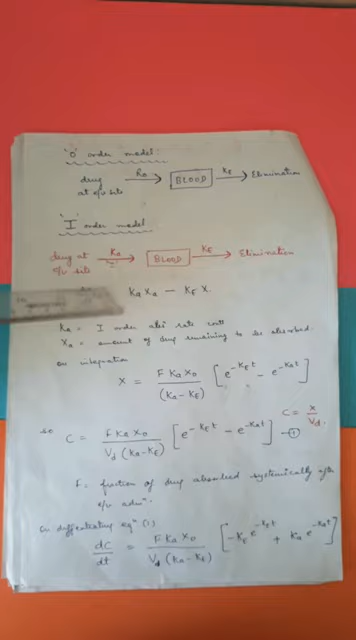 '0' order model:
drug at e/v site —R₀→ BLOOD —KE→ Elimination
'I' order model
drug at e/v site —Ka→ BLOOD —KE→ Elimination
Ka Xa – KE X.
Ka = I order absⁿ rate
Xa = amount of drug remaining to be absorbed.
on integration
X = F Ka X₀ / (Ka-KE) [e^-KEt - e^-Kat]
C = X/Vd.
so C = F Ka X₀ / Vd (Ka-KE) [e^-KEt - e^-Kat] —①
F = fraction of drug absorbed systemically after
e/v admⁿ.
On differentiating eqⁿ (1)
dC/dt = F Ka X₀ / Vd (Ka-KE) [-KE e^-KEt + Ka e^-Kat]